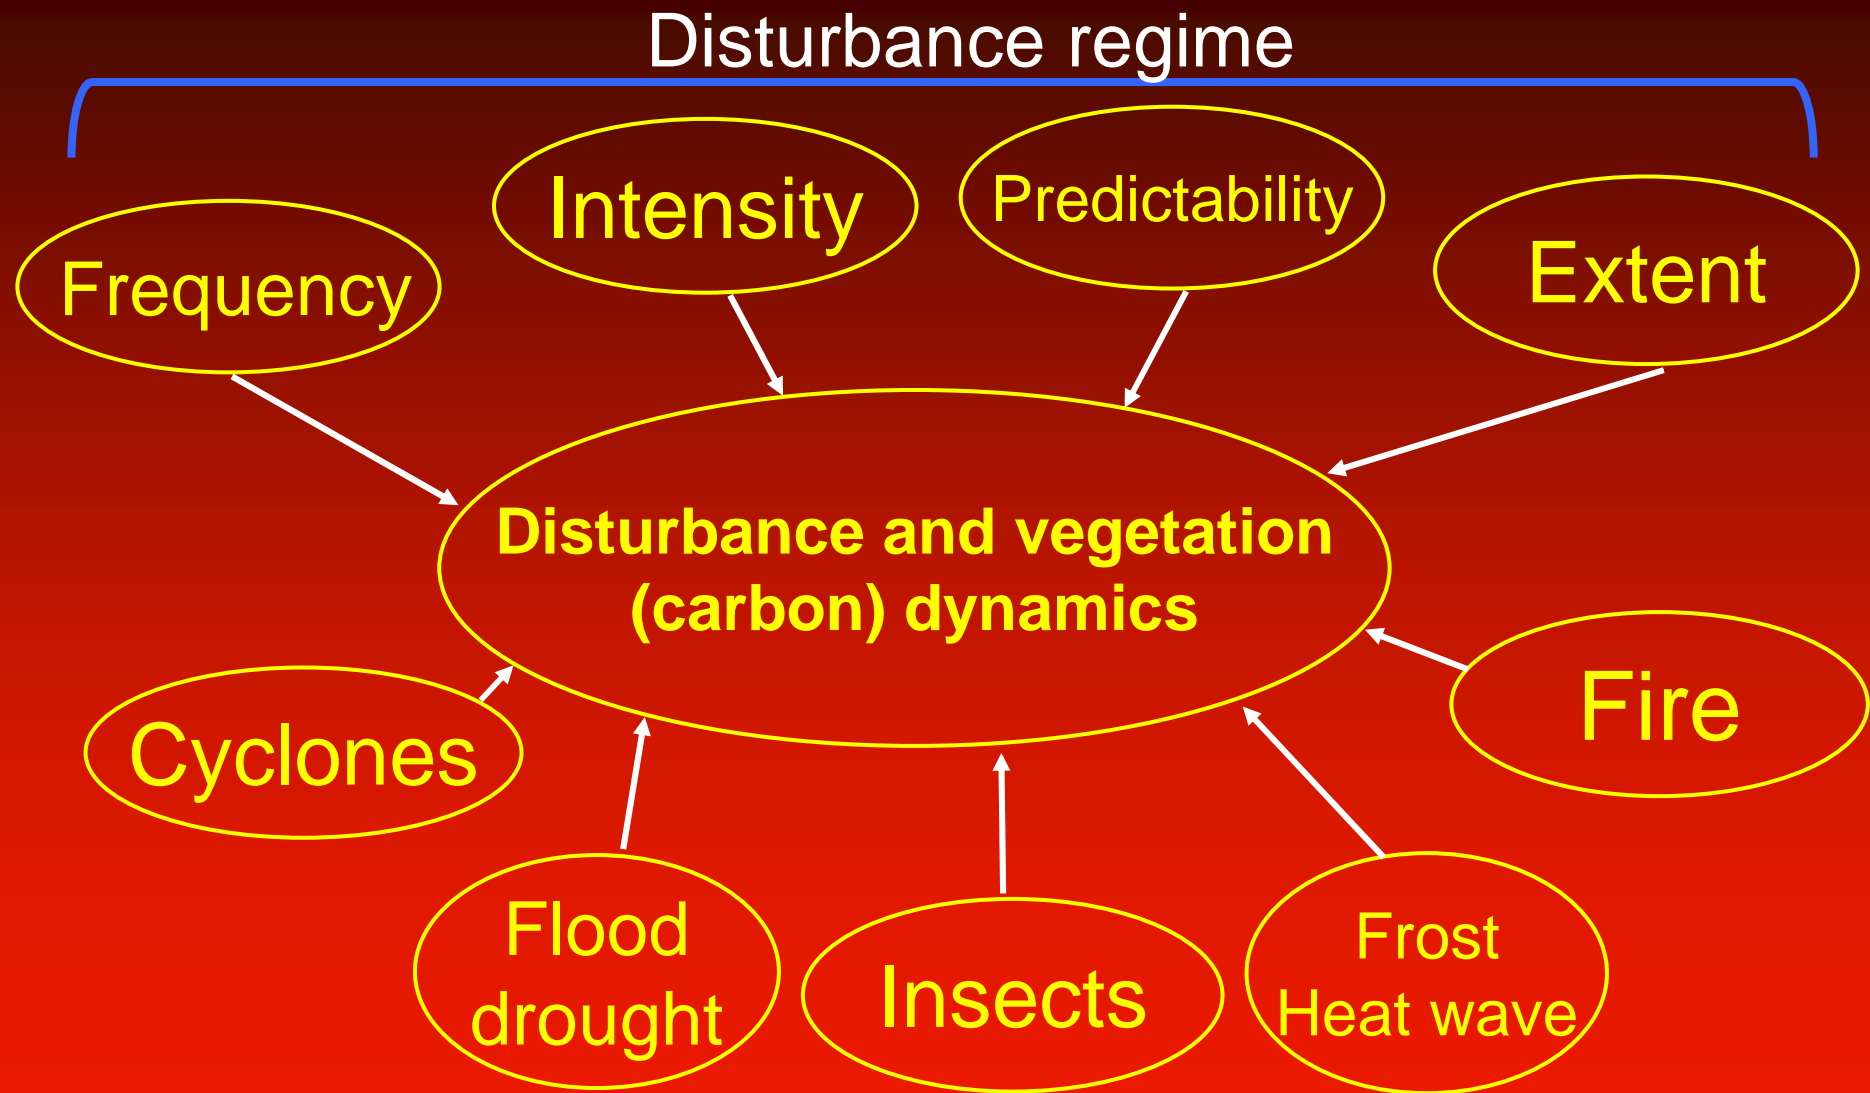 Disturbance regime
Frequency
Intensity
Predictability
Extent
Disturbance and vegetation
(carbon) dynamics
Cyclones
Flood
drought
Insects
Frost
Heat wave
Fire